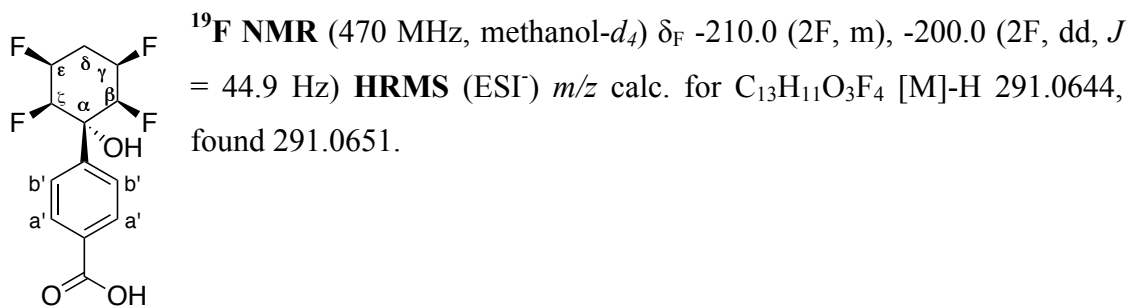 ¹⁹F NMR (470 MHz, methanol-d₄) δF -210.0 (2F, m), -200.0 (2F, dd, J
= 44.9 Hz) HRMS (ESI⁻) m/z calc. for C₁₃H₁₁O₃F₄ [M]-H 291.0644,
found 291.0651.
F δ F
ε γ
ζ β
F α F
OH
b' b'
a' a'
O OH